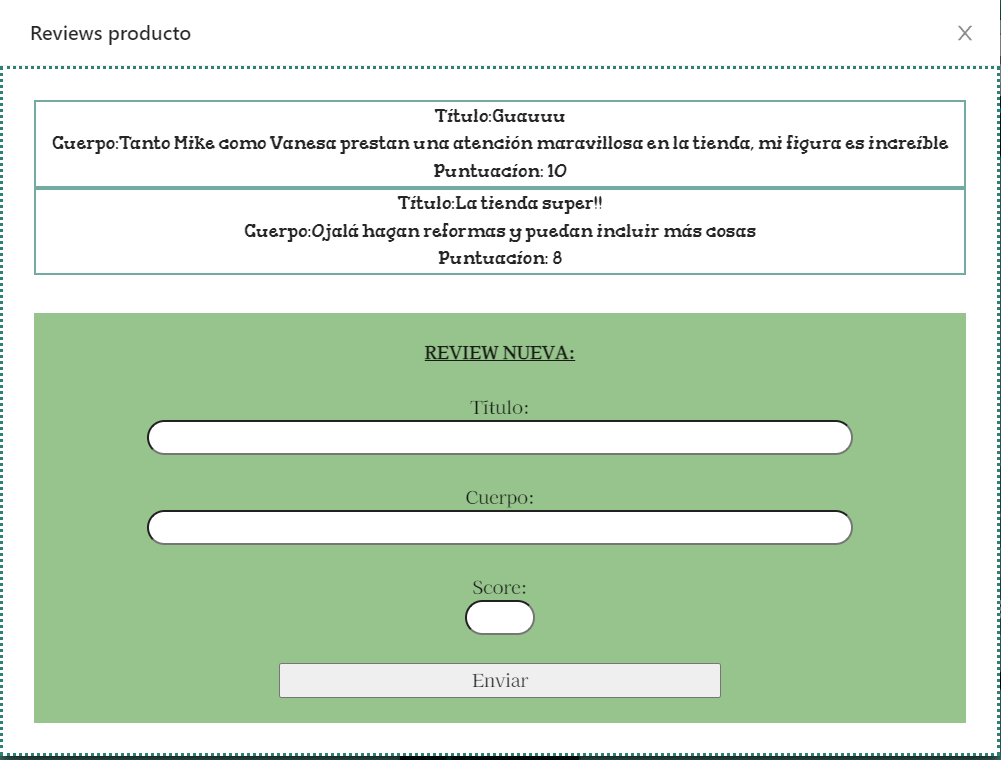 Reviews producto
Título:Guauuu
Cuerpo:Tanto Mike como Vanesa prestan una atención maravillosa en la tienda, mi figura es increíble
Puntuacíon: 10
Título:La tienda super!!
Cuerpo:Ojalá hagan reformas y puedan incluir más cosas
Puntuacíon: 8
REVIEW NUEVA:
Título:
Cuerpo:
Score:
Enviar